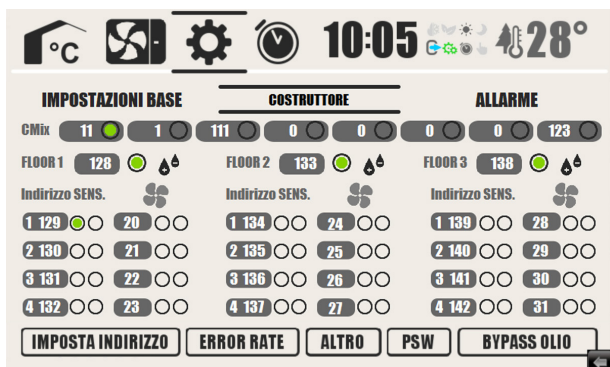 °C 10:05 28°
IMPOSTAZIONI BASE COSTRUTTORE ALLARME
CMix 11 1 111 0 0 0 0 123
FLOOR 1 128 FLOOR 2 133 FLOOR 3 138
Indirizzo SENS. Indirizzo SENS. Indirizzo SENS.
1 129 20 1 134 24 1 139 28
2 130 21 2 135 25 2 140 29
3 131 22 3 136 26 3 141 30
4 132 23 4 137 27 4 142 31
IMPOSTA INDIRIZZO ERROR RATE ALTRO PSW BYPASS OLIO